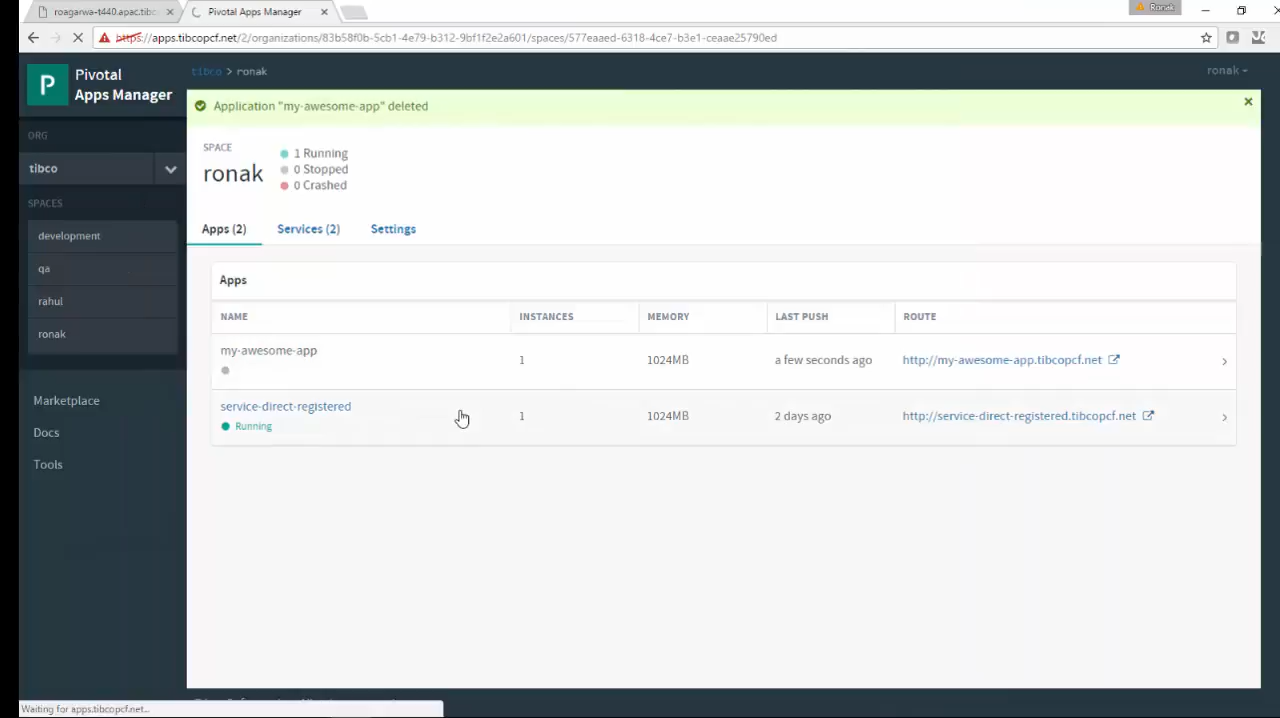 roagarwa-t440.apac.tibc
Pivotal Apps Manager
Ronak
https://apps.tibcopcf.net/2/organizations/83b58f0b-5cb1-4e79-b312-9bf1f2e2a601/spaces/577eaaed-6318-4ce7-b3e1-ceaae25790ed
P
Pivotal
Apps Manager
tibco > ronak
ronak
Application "my-awesome-app" deleted
ORG
tibco
SPACES
development
qa
rahul
ronak
Marketplace
Docs
Tools
SPACE
ronak
1 Running
0 Stopped
0 Crashed
Apps (2) Services (2) Settings
Apps
NAME INSTANCES MEMORY LAST PUSH ROUTE
my-awesome-app 1 1024MB a few seconds ago http://my-awesome-app.tibcopcf.net
service-direct-registered 1 1024MB 2 days ago http://service-direct-registered.tibcopcf.net
Running
Waiting for apps.tibcopcf.net...